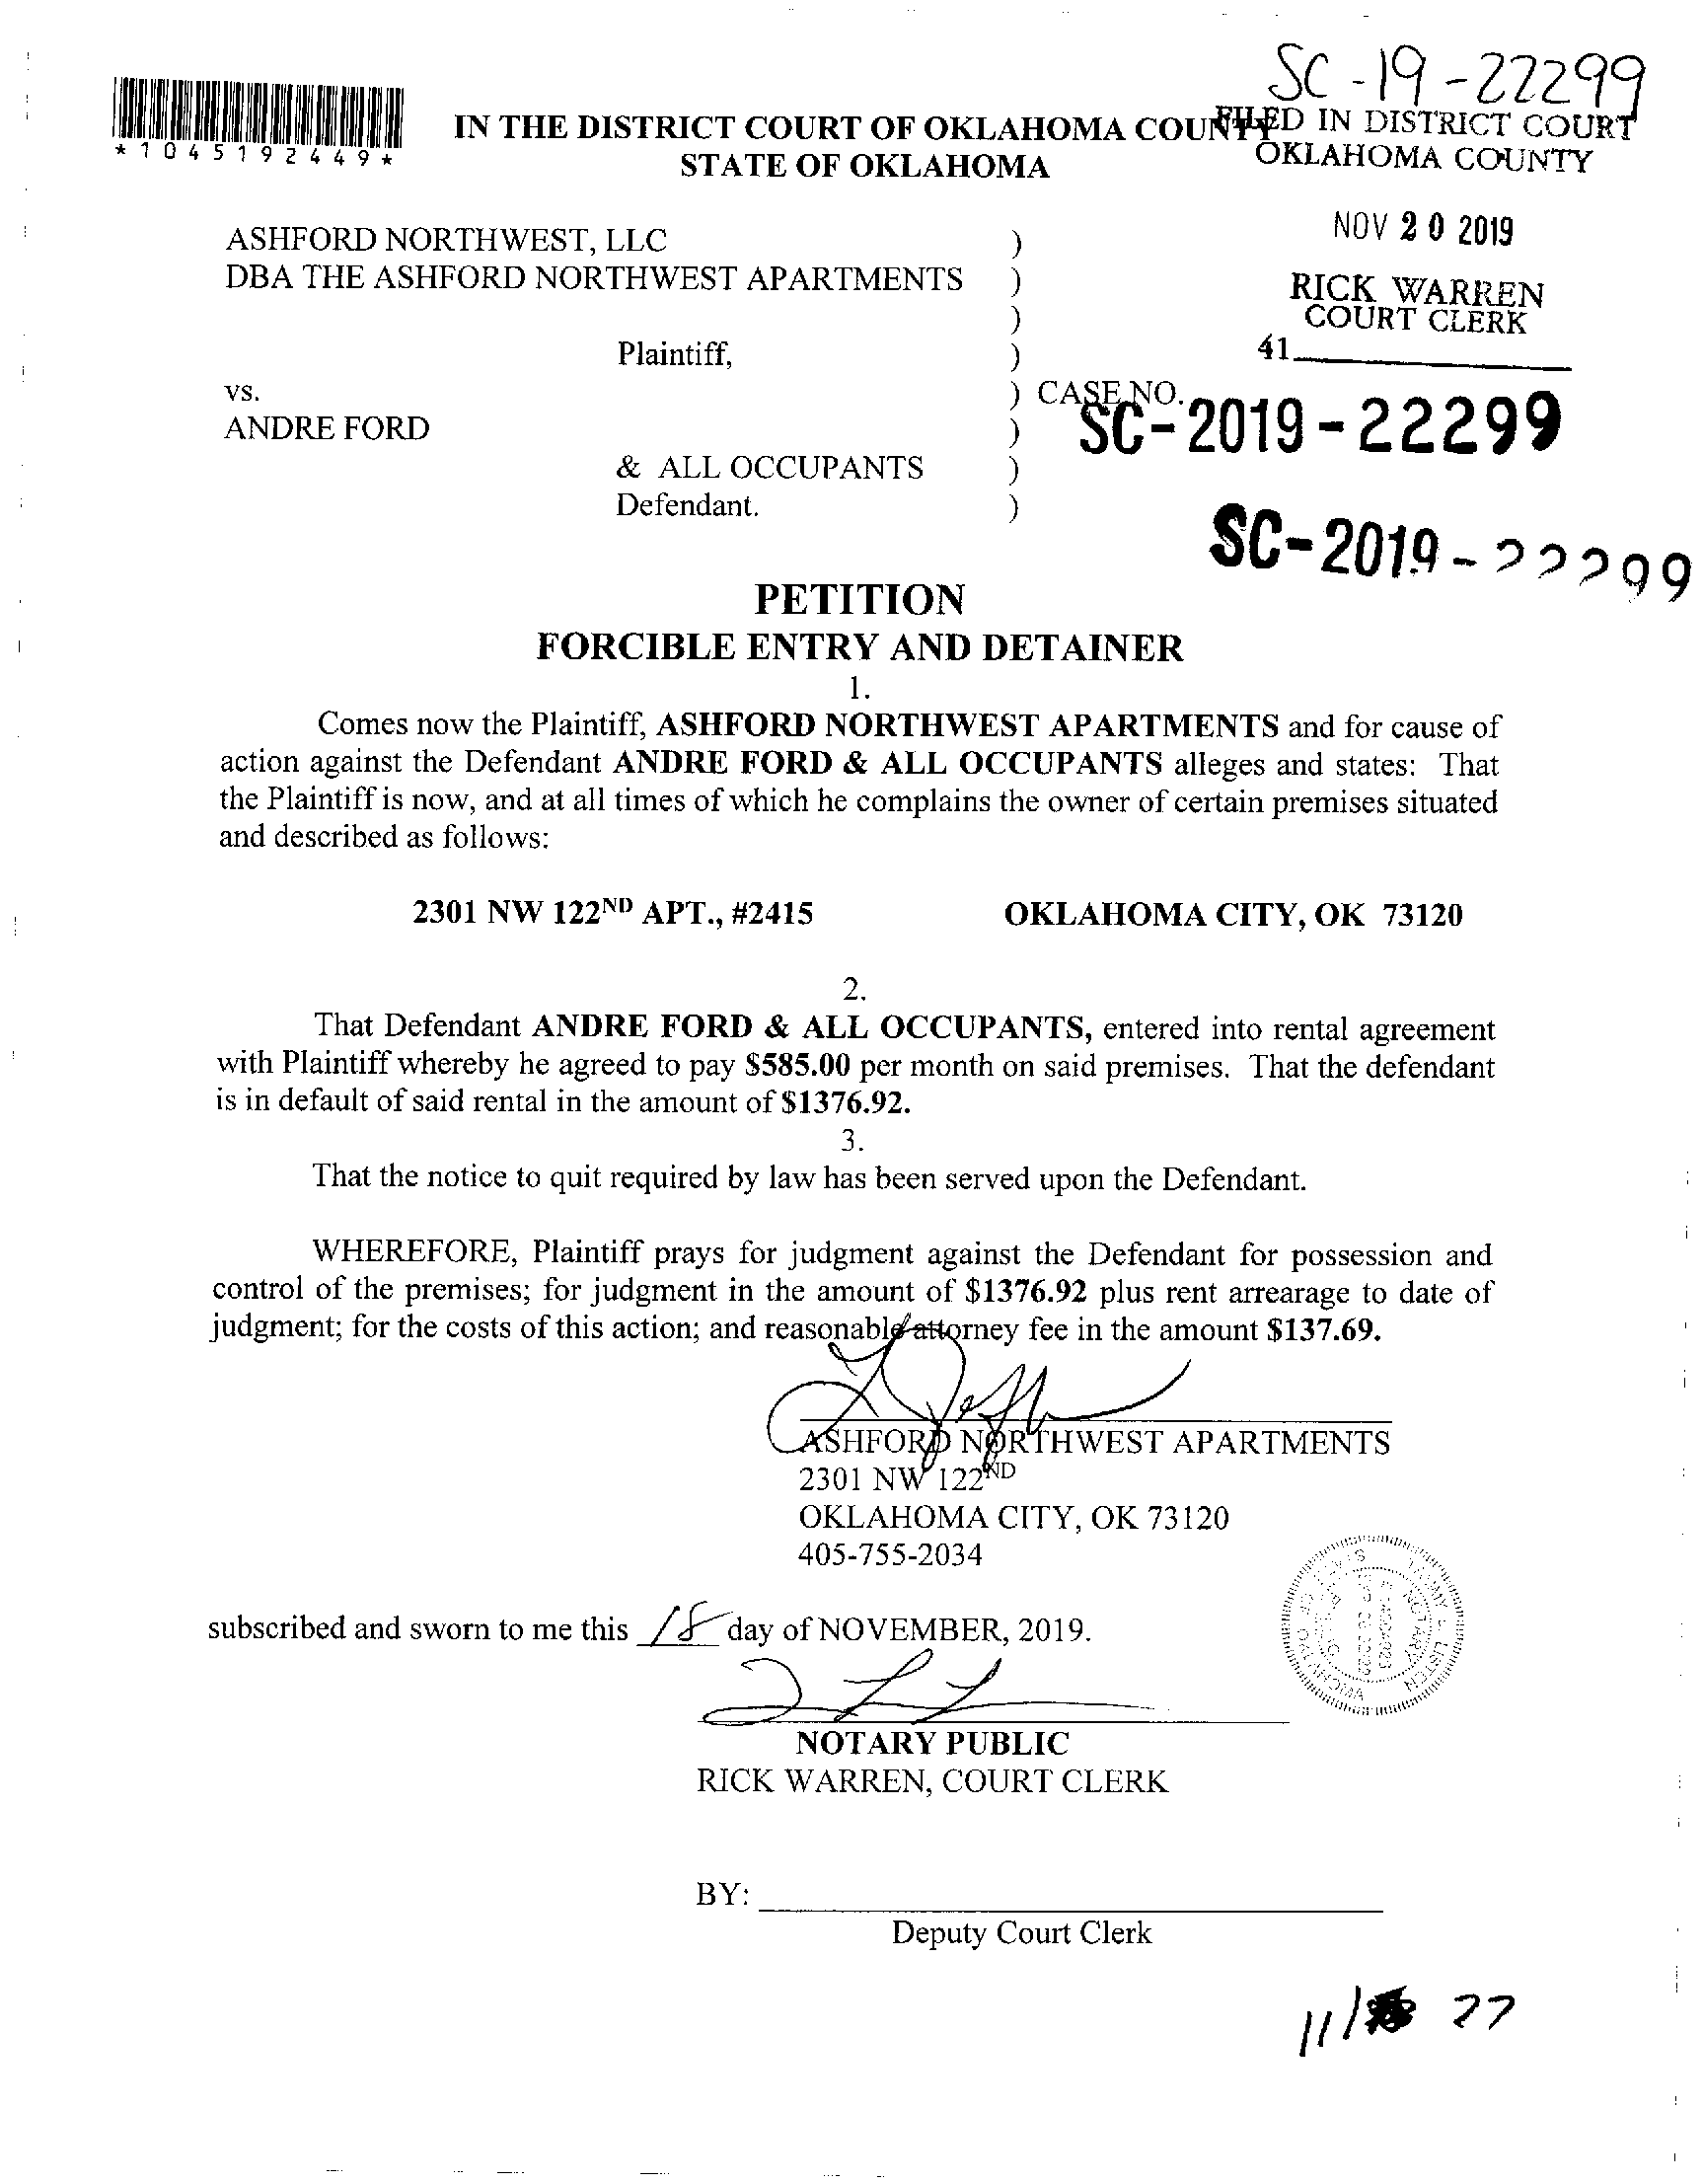 SC-19-22299
*1045192449*
IN THE DISTRICT COURT OF OKLAHOMA COUNTY
STATE OF OKLAHOMA
FILED IN DISTRICT COURT
OKLAHOMA COUNTY
NOV 20 2019
RICK WARREN
COURT CLERK
41
ASHFORD NORTHWEST, LLC )
DBA THE ASHFORD NORTHWEST APARTMENTS )
)
Plaintiff, )
vs. ) CASE NO.
SC-2019-22299
ANDRE FORD )
& ALL OCCUPANTS )
Defendant. )
SC-2019-22299
PETITION
FORCIBLE ENTRY AND DETAINER
1.
Comes now the Plaintiff, ASHFORD NORTHWEST APARTMENTS and for cause of
action against the Defendant ANDRE FORD & ALL OCCUPANTS alleges and states: That
the Plaintiff is now, and at all times of which he complains the owner of certain premises situated
and described as follows:
2301 NW 122ND APT., #2415 OKLAHOMA CITY, OK 73120
2.
That Defendant ANDRE FORD & ALL OCCUPANTS, entered into rental agreement
with Plaintiff whereby he agreed to pay $585.00 per month on said premises. That the defendant
is in default of said rental in the amount of $1376.92.
3.
That the notice to quit required by law has been served upon the Defendant.
WHEREFORE, Plaintiff prays for judgment against the Defendant for possession and
control of the premises; for judgment in the amount of $1376.92 plus rent arrearage to date of
judgment; for the costs of this action; and reasonable attorney fee in the amount $137.69.
ASHFORD NORTHWEST APARTMENTS
2301 NW 122ND
OKLAHOMA CITY, OK 73120
405-755-2034
subscribed and sworn to me this 18 day of NOVEMBER, 2019.
NOTARY PUBLIC
RICK WARREN, COURT CLERK
BY:
Deputy Court Clerk
11/ 27